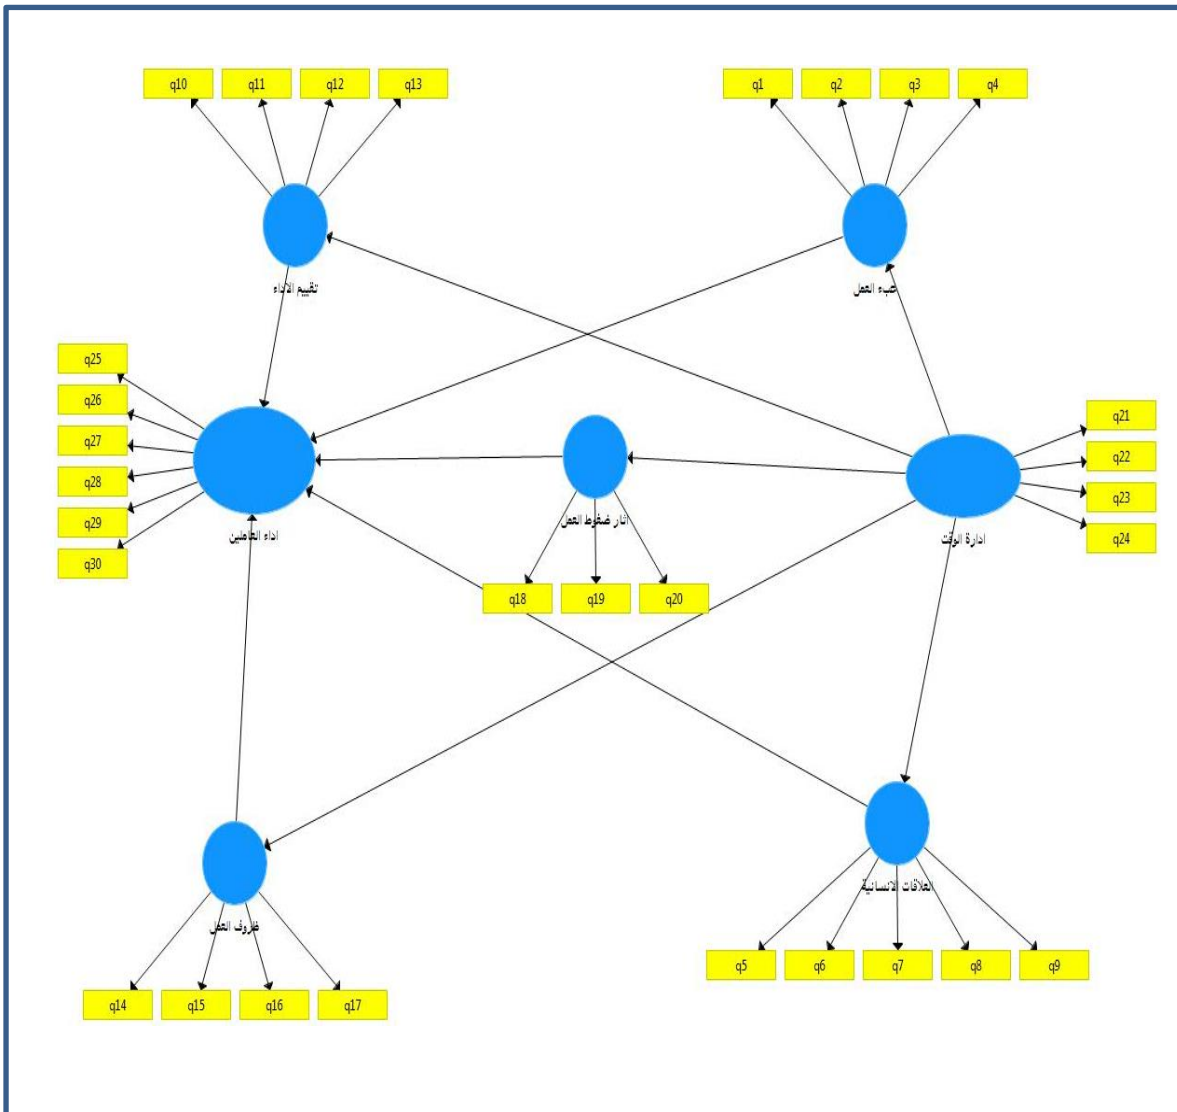 q10 q11 q12 q13
q1 q2 q3 q4
تقييم الاداء
عبء العمل
q25
q26
q27
q28
q29
q30
اداء العاملين
اثار ضغوط العمل
q18 q19 q20
q21
q22
q23
q24
ادارة الوقت
ظروف العمل
q14 q15 q16 q17
العلاقات الانسانية
q5 q6 q7 q8 q9